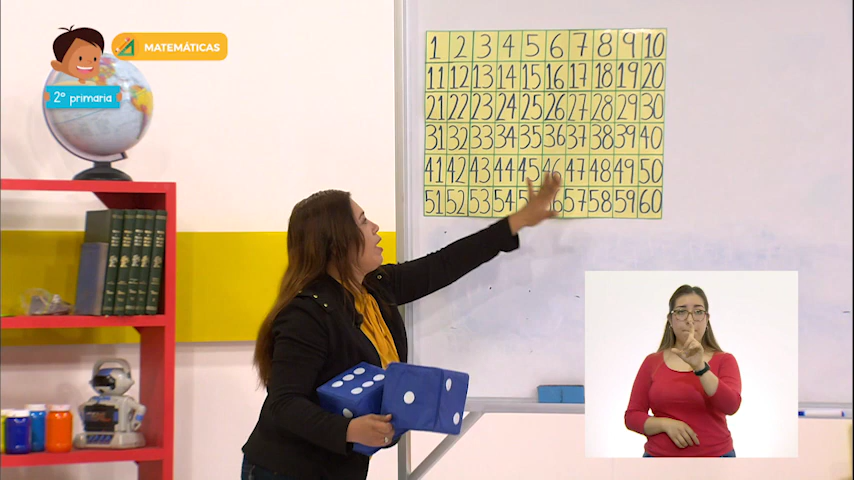 MATEMÁTICAS
2° primaria
1 2 3 4 5 6 7 8 9 10
11 12 13 14 15 16 17 18 19 20
21 22 23 24 25 26 27 28 29 30
31 32 33 34 35 36 37 38 39 40
41 42 43 44 45 46 47 48 49 50
51 52 53 54 56 57 58 59 60